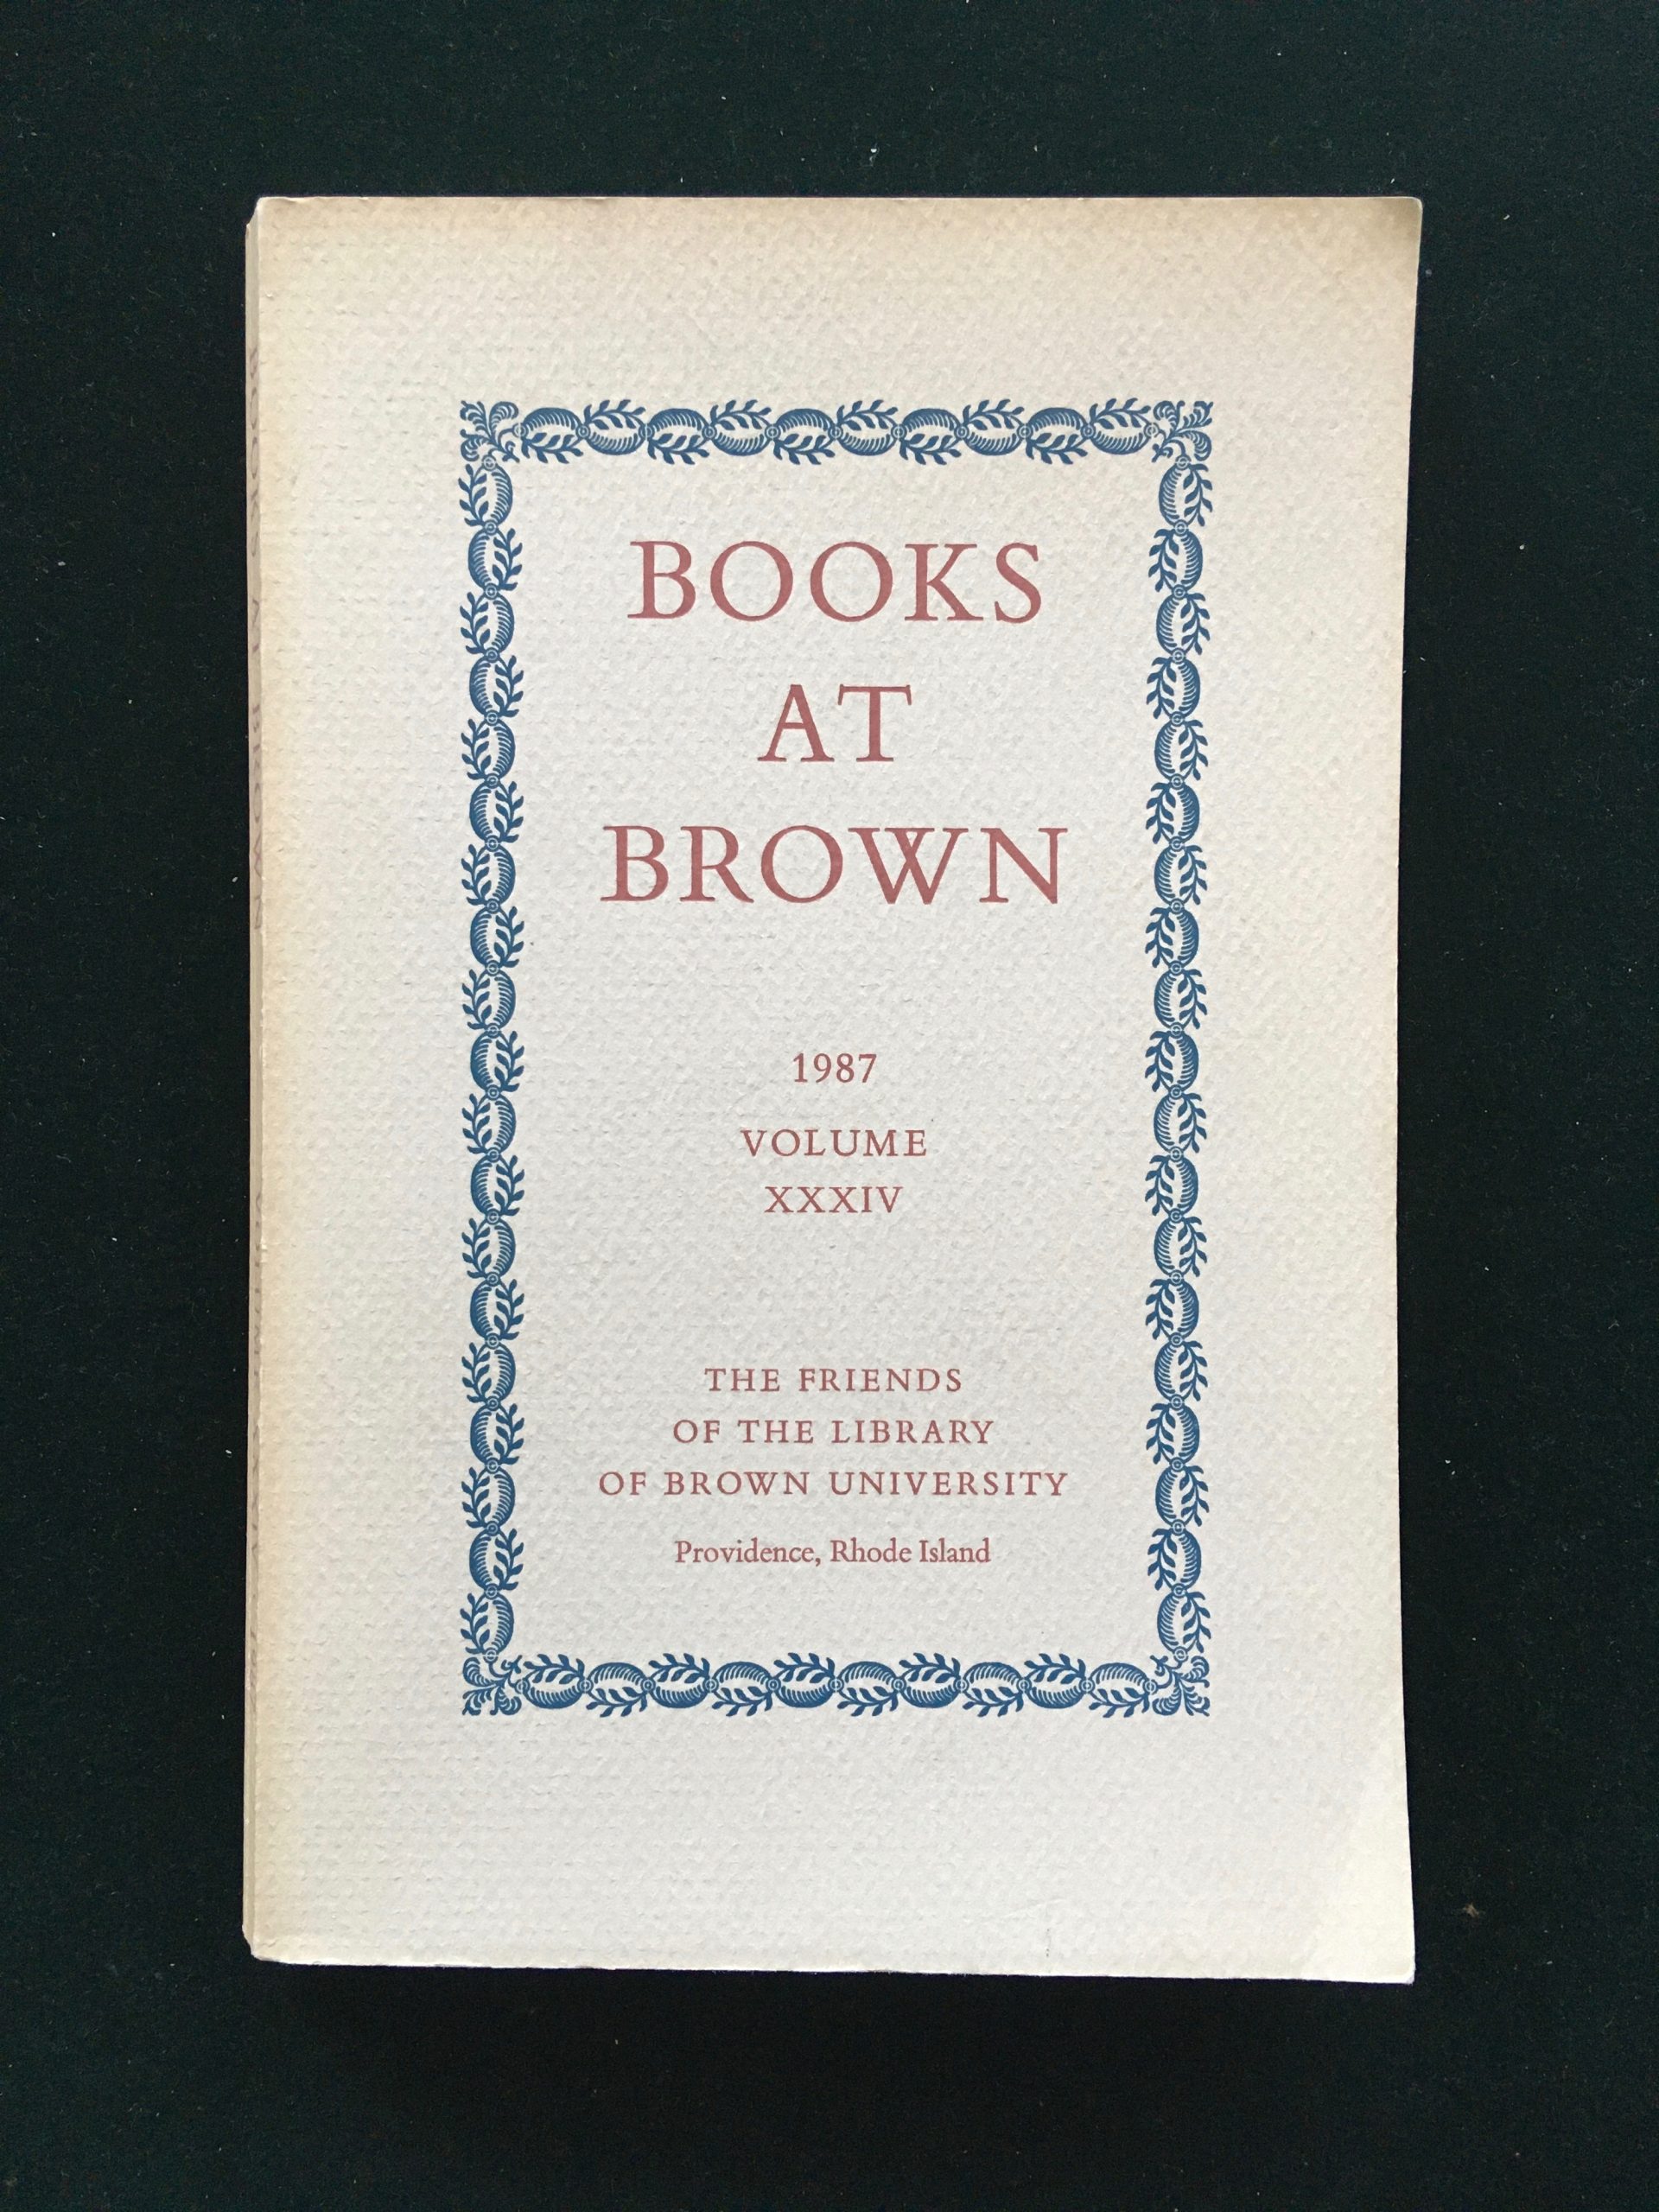 BOOKS
AT
BROWN
1987
VOLUME
XXXIV
THE FRIENDS
OF THE LIBRARY
OF BROWN UNIVERSITY
Providence, Rhode Island